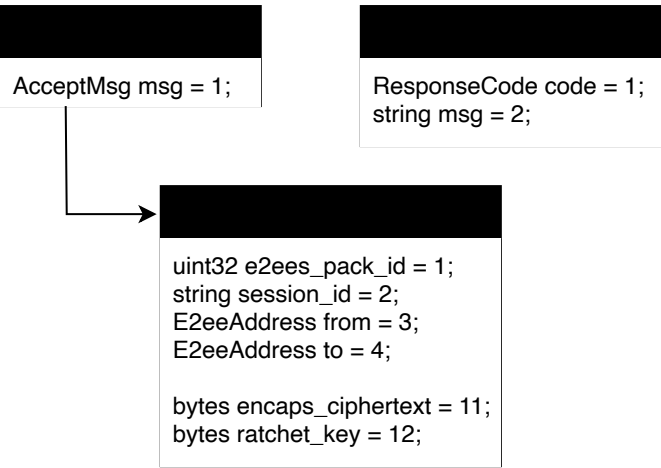 AcceptMsg msg = 1;
ResponseCode code = 1;
string msg = 2;
uint32 e2ees_pack_id = 1;
string session_id = 2;
E2eeAddress from = 3;
E2eeAddress to = 4;
bytes encaps_ciphertext = 11;
bytes ratchet_key = 12;